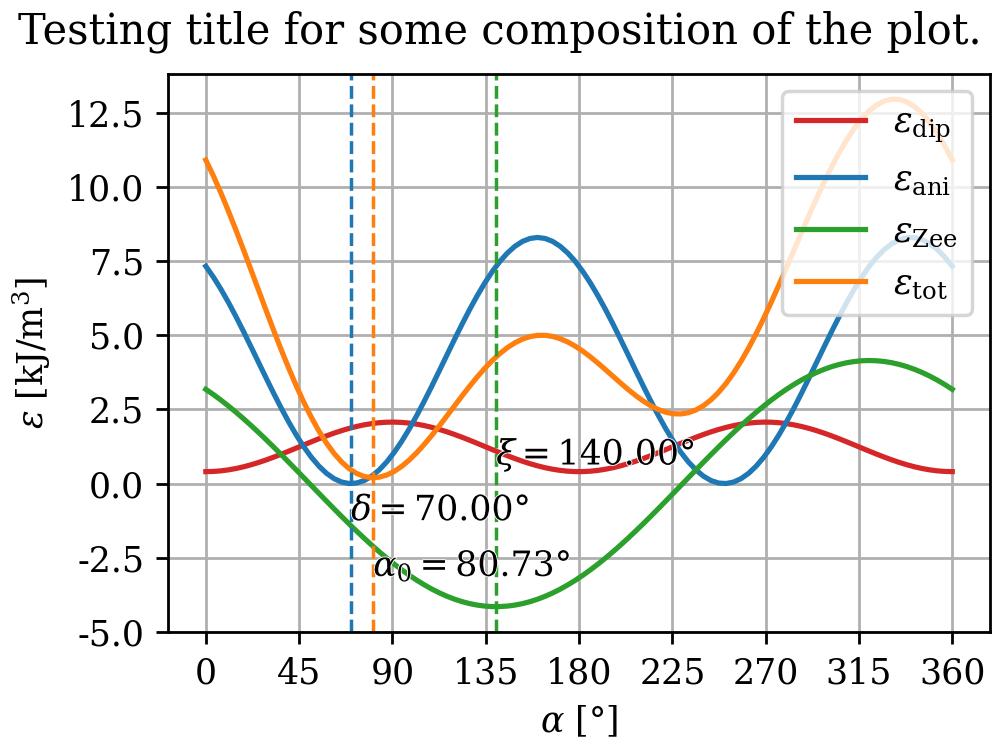 Testing title for some composition of the plot.
12.5
10.0
7.5
5.0
2.5
0.0
-2.5
-5.0
ε [kJ/m³]
ε_dip
ε_ani
ε_Zee
ε_tot
ξ = 140.00°
δ = 70.00°
α₀ = 80.73°
0 45 90 135 180 225 270 315 360
α [°]